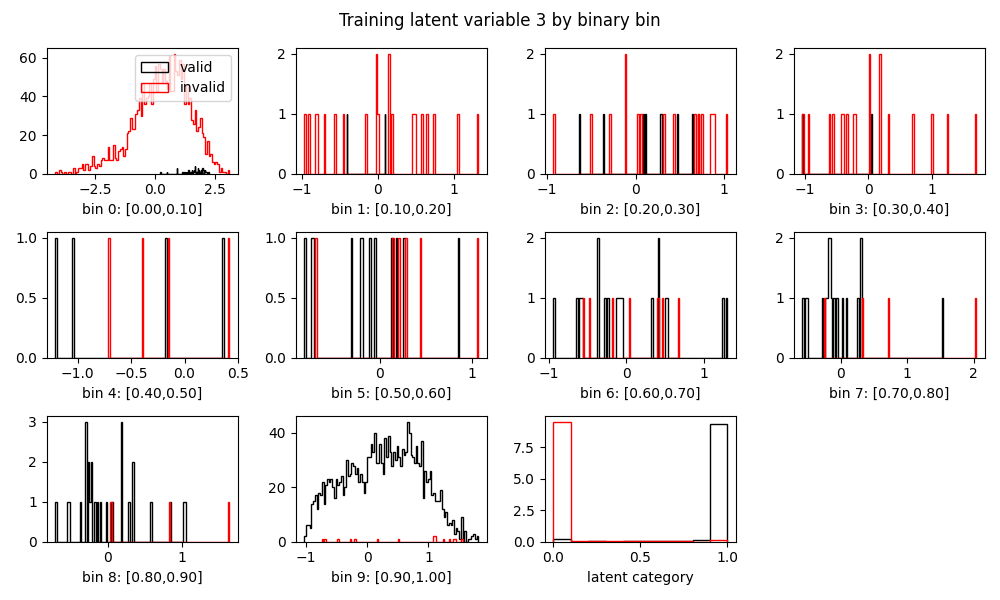 Training latent variable 3 by binary bin
60
40
20
0
−2.5 0.0 2.5
bin 0: [0.00,0.10]
valid
invalid
2
1
0
−1 0 1
bin 1: [0.10,0.20]
2
1
0
−1 0 1
bin 2: [0.20,0.30]
2
1
0
−1 0 1
bin 3: [0.30,0.40]
1.0
0.5
0.0
−1.0 −0.5 0.0 0.5
bin 4: [0.40,0.50]
1.0
0.5
0.0
0 1
bin 5: [0.50,0.60]
2
1
0
−1 0 1
bin 6: [0.60,0.70]
2
1
0
0 1 2
bin 7: [0.70,0.80]
3
2
1
0
0 1
bin 8: [0.80,0.90]
40
20
0
−1 0 1
bin 9: [0.90,1.00]
7.5
5.0
2.5
0.0
0.0 0.5 1.0
latent category